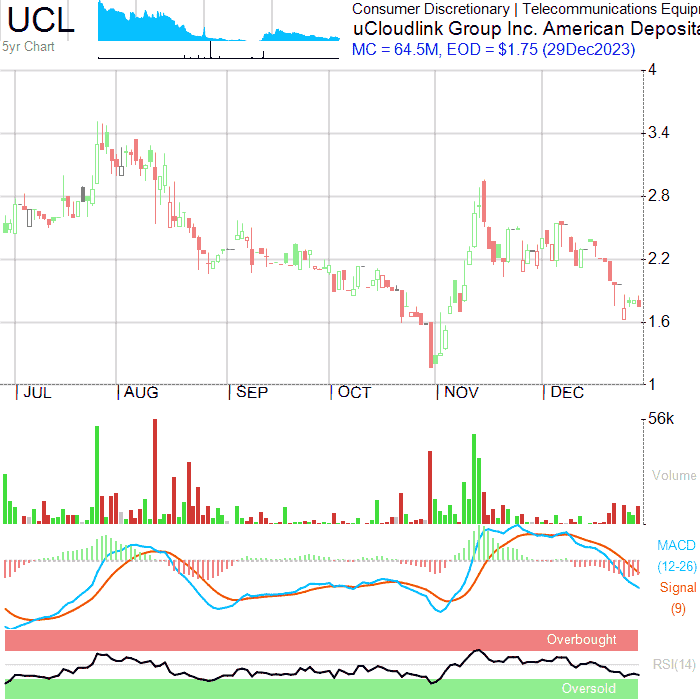 UCL
5yr Chart
Consumer Discretionary | Telecommunications Equip
uCloudlink Group Inc. American Deposita
MC = 64.5M, EOD = $1.75 (29Dec2023)
4
3.4
2.8
2.2
1.6
1
JUL AUG SEP OCT NOV DEC
56k
Volume
MACD
(12-26)
Signal
(9)
Overbought
RSI(14)
Oversold